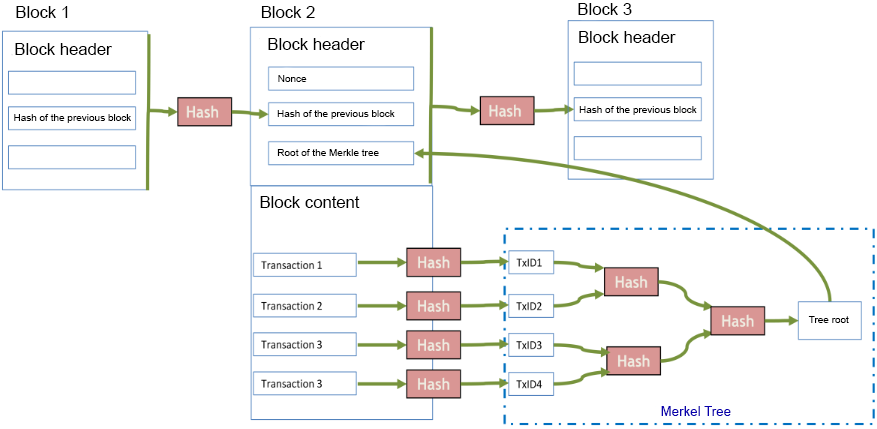 Block 1
Block header
Hash of the previous block
Hash
Block 2
Block header
Nonce
Hash of the previous block
Root of the Merkle tree
Hash
Block 3
Block header
Hash of the previous block
Block content
Transaction 1
Hash
TxID1
Transaction 2
Hash
TxID2
Hash
Transaction 3
Hash
TxID3
Transaction 3
Hash
TxID4
Hash
Hash
Tree root
Merkel Tree